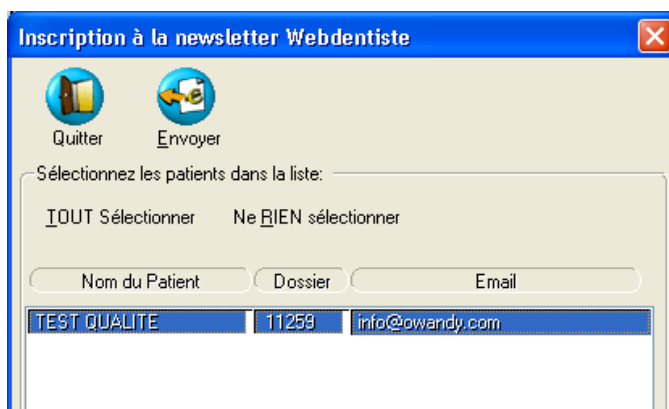 Inscription à la newsletter Webdentiste
Quitter Envoyer
Sélectionnez les patients dans la liste:
TOUT Sélectionner Ne RIEN sélectionner
Nom du Patient Dossier Email
TEST QUALITE 11259 info@owandy.com